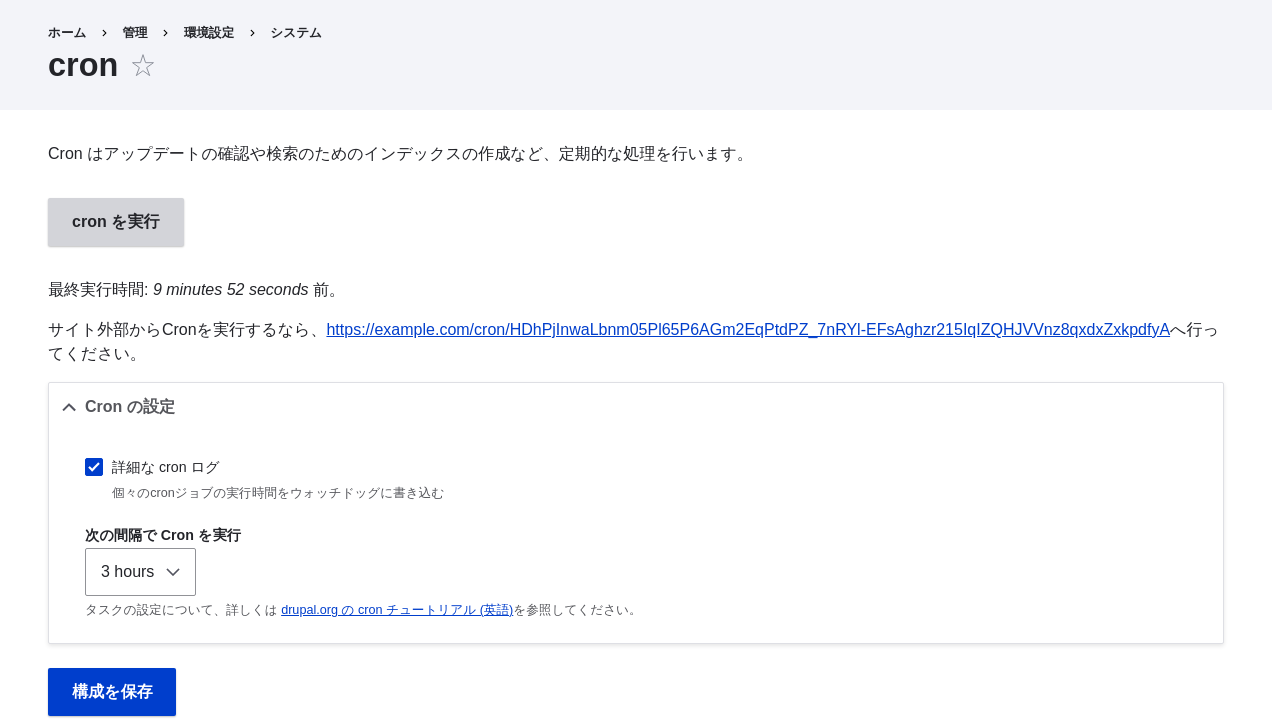 ホーム › 管理 › 環境設定 › システム
cron ☆
Cron はアップデートの確認や検索のためのインデックスの作成など、定期的な処理を行います。
cron を実行
最終実行時間: 9 minutes 52 seconds 前。
サイト外部からCronを実行するなら、https://example.com/cron/HDhPjInwaLbnm05Pl65P6AGm2EqPtdPZ_7nRYl-EFsAghzr215IqIZQHJVVnz8qxdxZxkpdfyAへ行っ
てください。
Cron の設定
詳細な cron ログ
個々のcronジョブの実行時間をウォッチドッグに書き込む
次の間隔で Cron を実行
3 hours
タスクの設定について、詳しくは drupal.org の cron チュートリアル (英語)を参照してください。
構成を保存